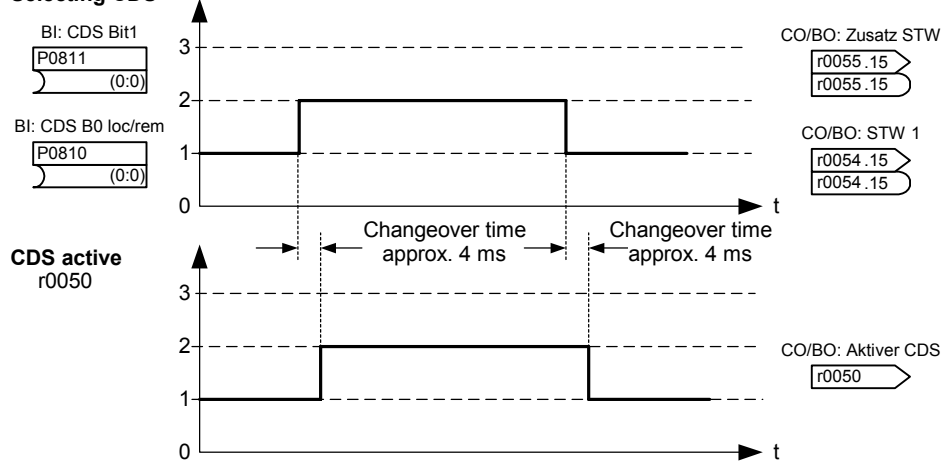 Selecting CDS
BI: CDS Bit1
P0811
(0:0)
BI: CDS B0 loc/rem
P0810
(0:0)
3
2
1
0
t
CO/BO: Zusatz STW
r0055.15
r0055.15
CO/BO: STW 1
r0054.15
r0054.15
Changeover time
approx. 4 ms
Changeover time
approx. 4 ms
CDS active
r0050
3
2
1
0
t
CO/BO: Aktiver CDS
r0050